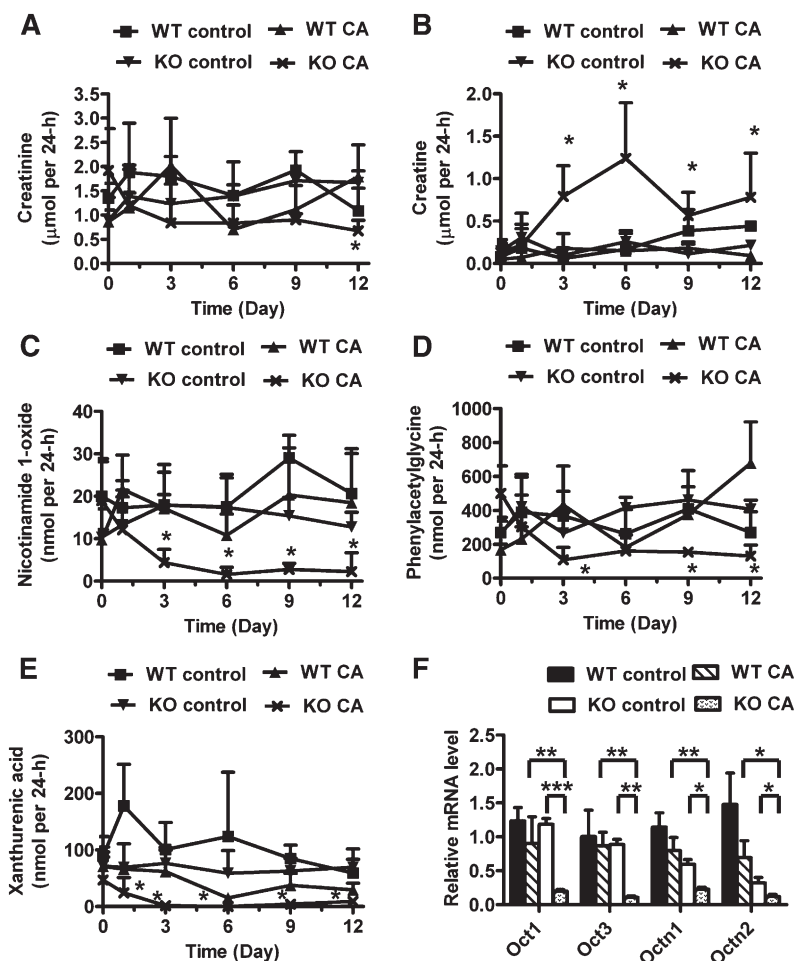 A
WT control WT CA
KO control KO CA
Creatinine
(μmol per 24-h)
3.5
3.0
2.5
2.0
1.5
1.0
0.5
0.0
*
0 3 6 9 12
Time (Day)
B
WT control WT CA
KO control KO CA
Creatine
(μmol per 24-h)
2.0
1.5
1.0
0.5
0.0
* * * *
0 3 6 9 12
Time (Day)
C
WT control WT CA
KO control KO CA
Nicotinamide 1-oxide
(nmol per 24-h)
40
30
20
10
0
* * * *
0 3 6 9 12
Time (Day)
D
WT control WT CA
KO control KO CA
Phenylacetylglycine
(nmol per 24-h)
1000
800
600
400
200
0
* * *
0 3 6 9 12
Time (Day)
E
WT control WT CA
KO control KO CA
Xanthurenic acid
(nmol per 24-h)
300
200
100
0
* * * * *
0 3 6 9 12
Time (Day)
F
WT control WT CA
KO control KO CA
Relative mRNA level
2.5
2.0
1.5
1.0
0.5
0.0
** ** ** *
*** ** * *
Oct1 Oct3 Octn1 Octn2